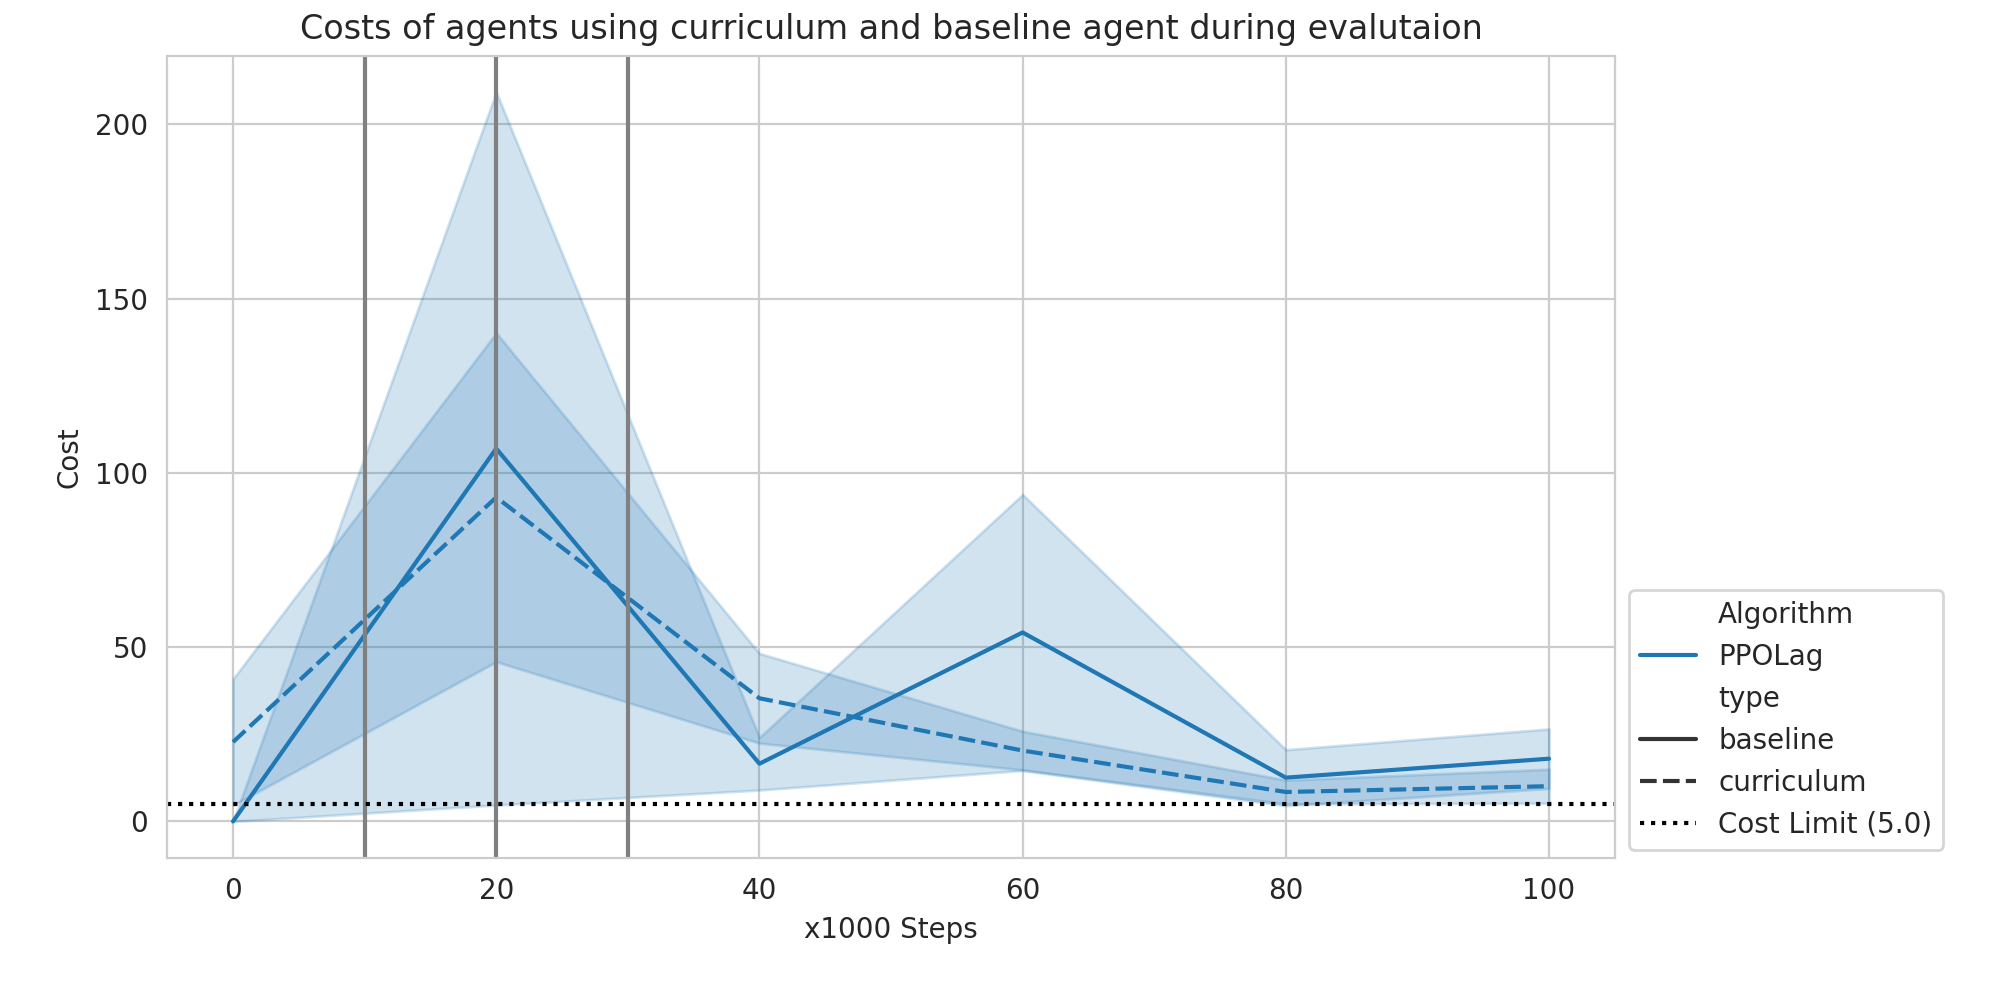 Costs of agents using curriculum and baseline agent during evalutaion
200
150
100
50
0
Cost
0 20 40 60 80 100
x1000 Steps
Algorithm
PPOLag
type
baseline
curriculum
Cost Limit (5.0)